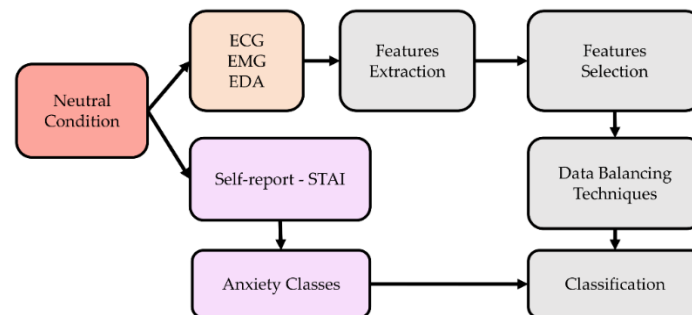 ECG
EMG
EDA
Features
Extraction
Features
Selection
Neutral
Condition
Self-report - STAI
Data Balancing
Techniques
Anxiety Classes
Classification